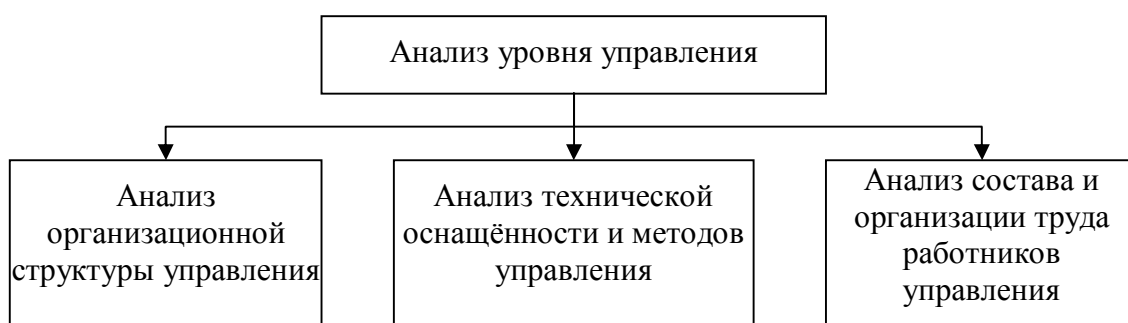 Анализ уровня управления
Анализ
организационной
структуры управления
Анализ технической
оснащённости и методов
управления
Анализ состава и
организации труда
работников
управления